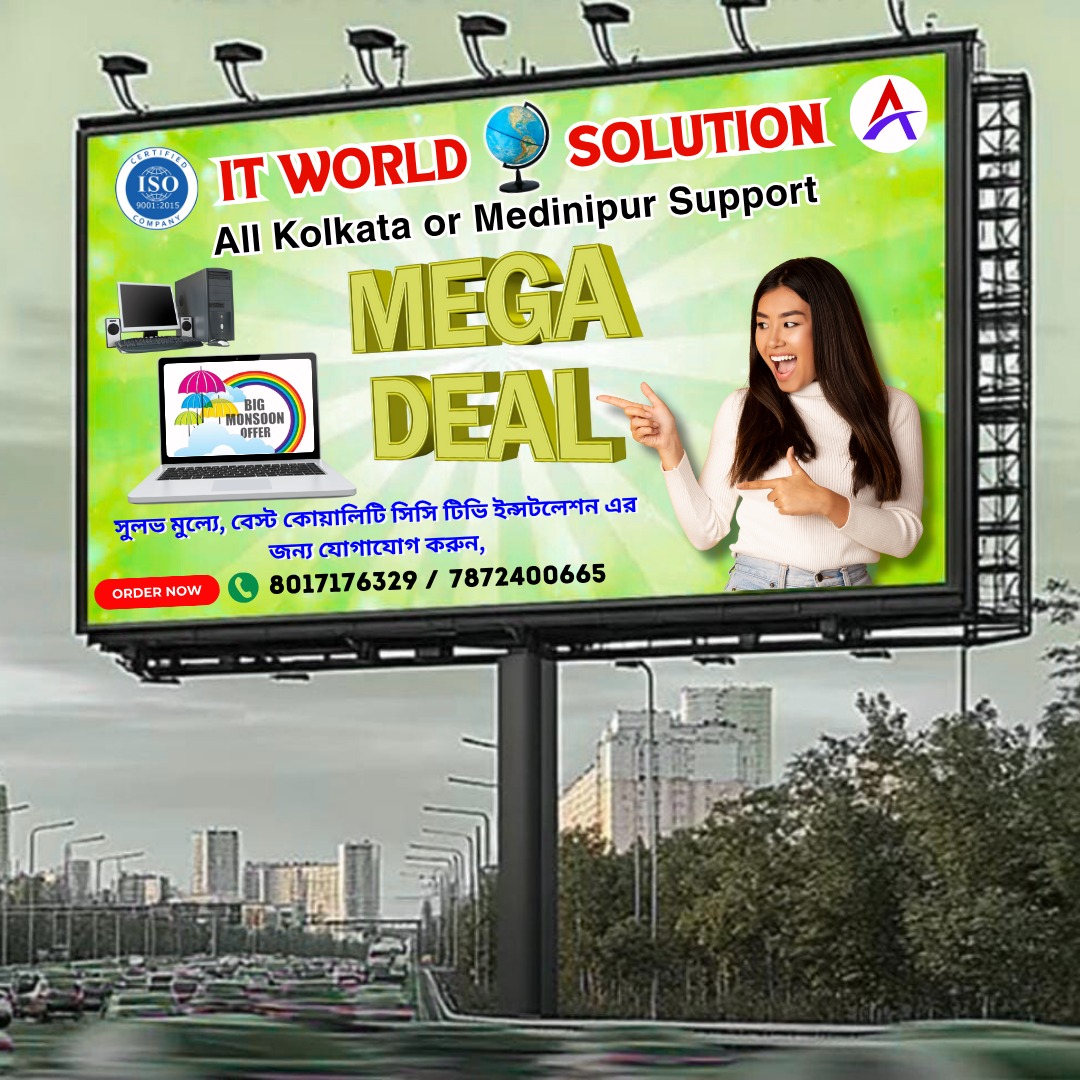 CERTIFIED
ISO
9001:2015
COMPANY
IT WORLD SOLUTION
A
All Kolkata or Medinipur Support
MEGA
DEAL
BIG
MONSOON
OFFER
সুলভ মুল্যে, বেস্ট কোয়ালিটি সিসি টিভি ইন্সটলেশন এর
জন্য যোগাযোগ করুন,
ORDER NOW
8017176329 / 7872400665